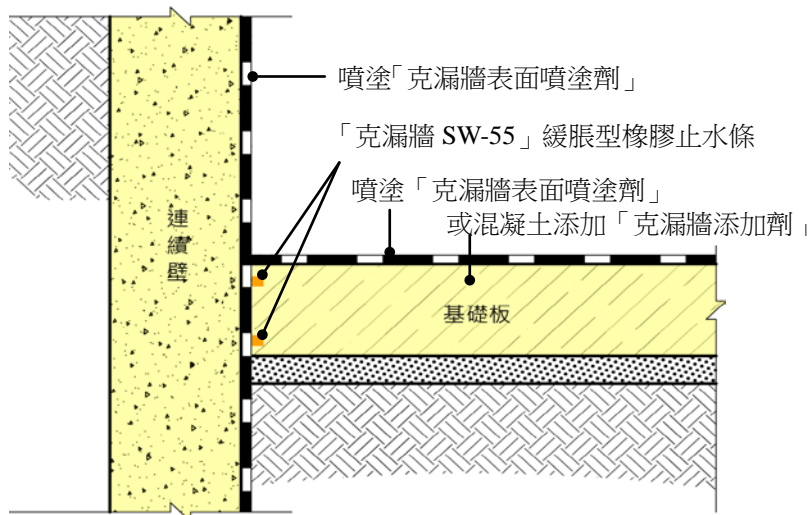 噴塗「克漏牆表面噴塗劑」
「克漏牆 SW-55」緩脹型橡膠止水條
噴塗「克漏牆表面噴塗劑」
或混凝土添加「克漏牆添加劑」
連續壁
基礎板